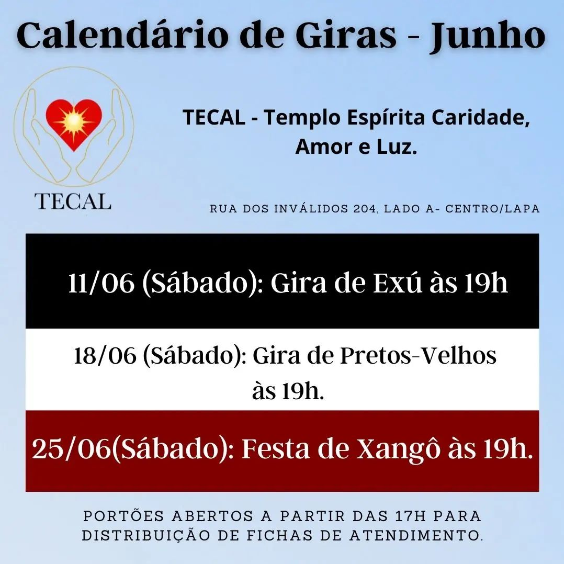 Calendário de Giras - Junho
TECAL - Templo Espírita Caridade,
Amor e Luz.
TECAL
RUA DOS INVÁLIDOS 204, LADO A- CENTRO/LAPA
11/06 (Sábado): Gira de Exú às 19h
18/06 (Sábado): Gira de Pretos-Velhos
às 19h.
25/06(Sábado): Festa de Xangô às 19h.
PORTÕES ABERTOS A PARTIR DAS 17H PARA
DISTRIBUIÇÃO DE FICHAS DE ATENDIMENTO.